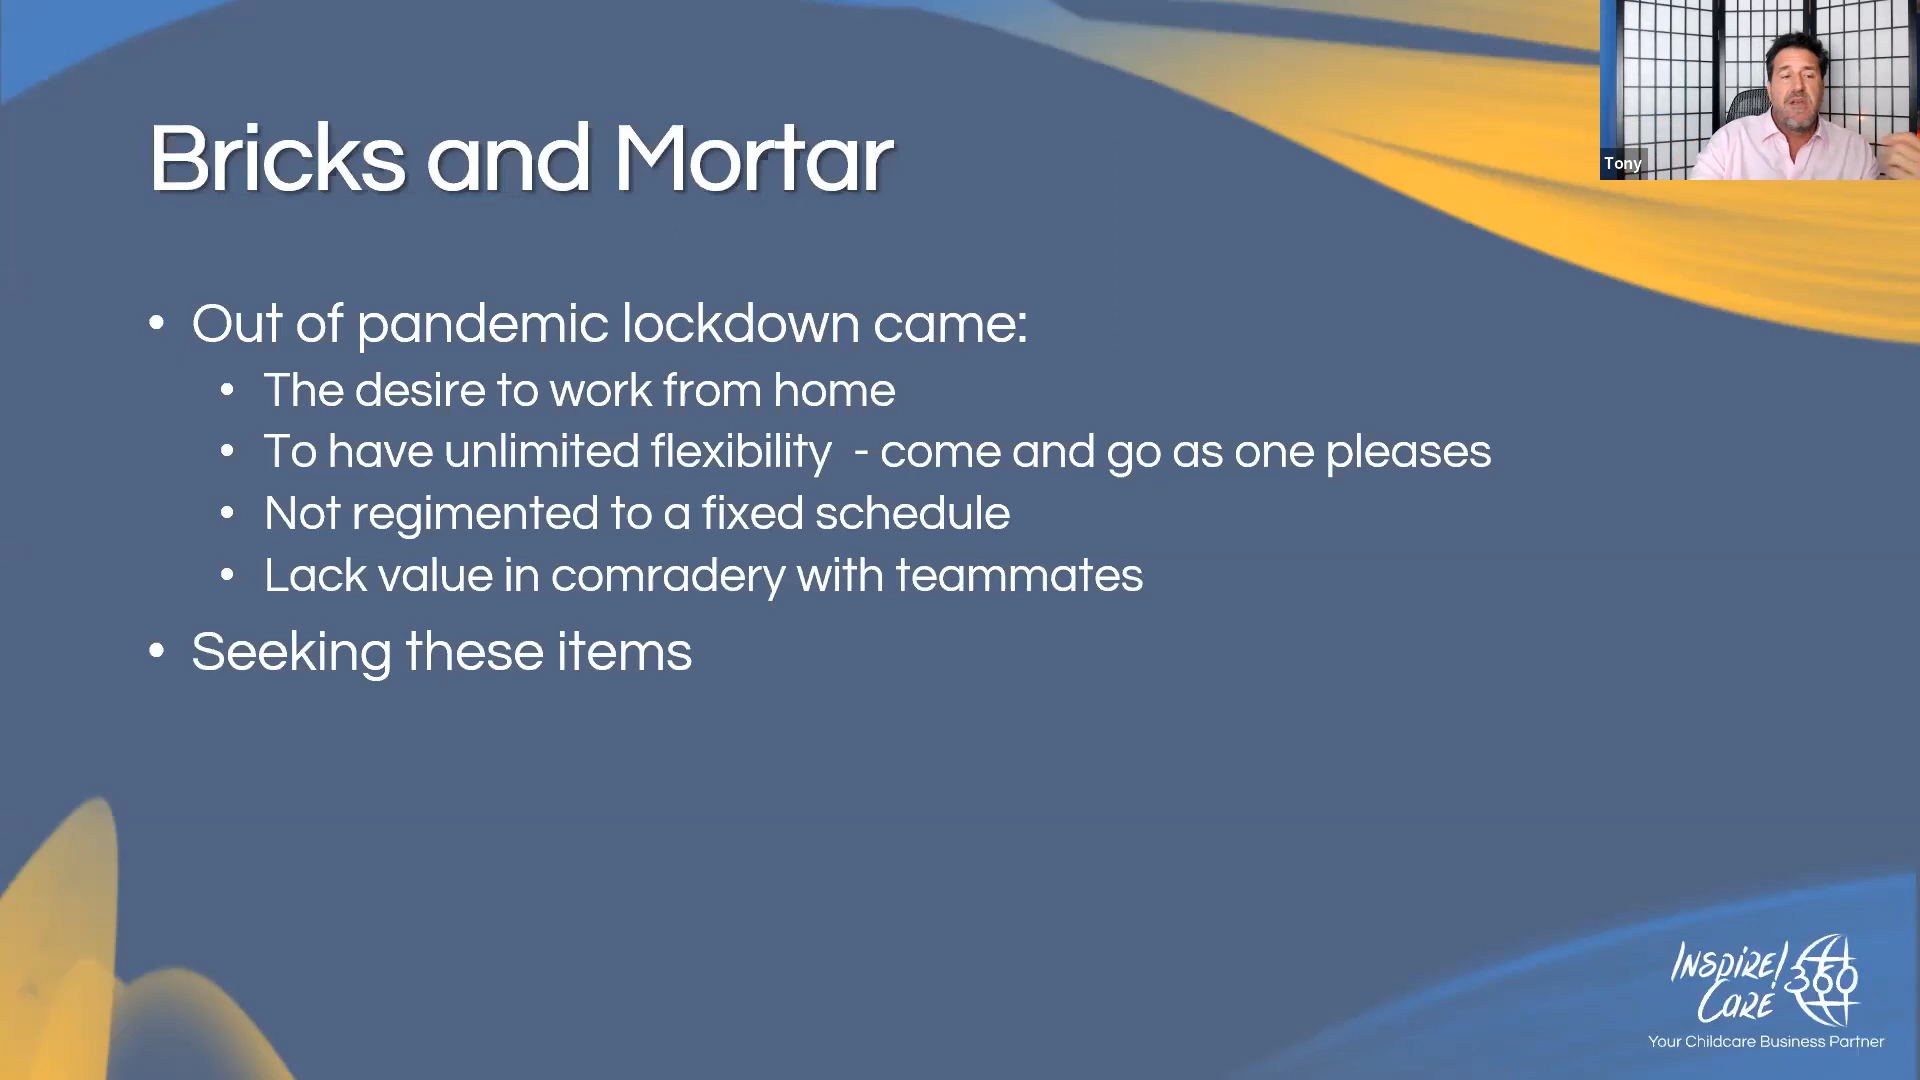 Tony
Bricks and Mortar
• Out of pandemic lockdown came:
• The desire to work from home
• To have unlimited flexibility  - come and go as one pleases
• Not regimented to a fixed schedule
• Lack value in comradery with teammates
• Seeking these items
INSPIRE! 360
CARE
Your Childcare Business Partner